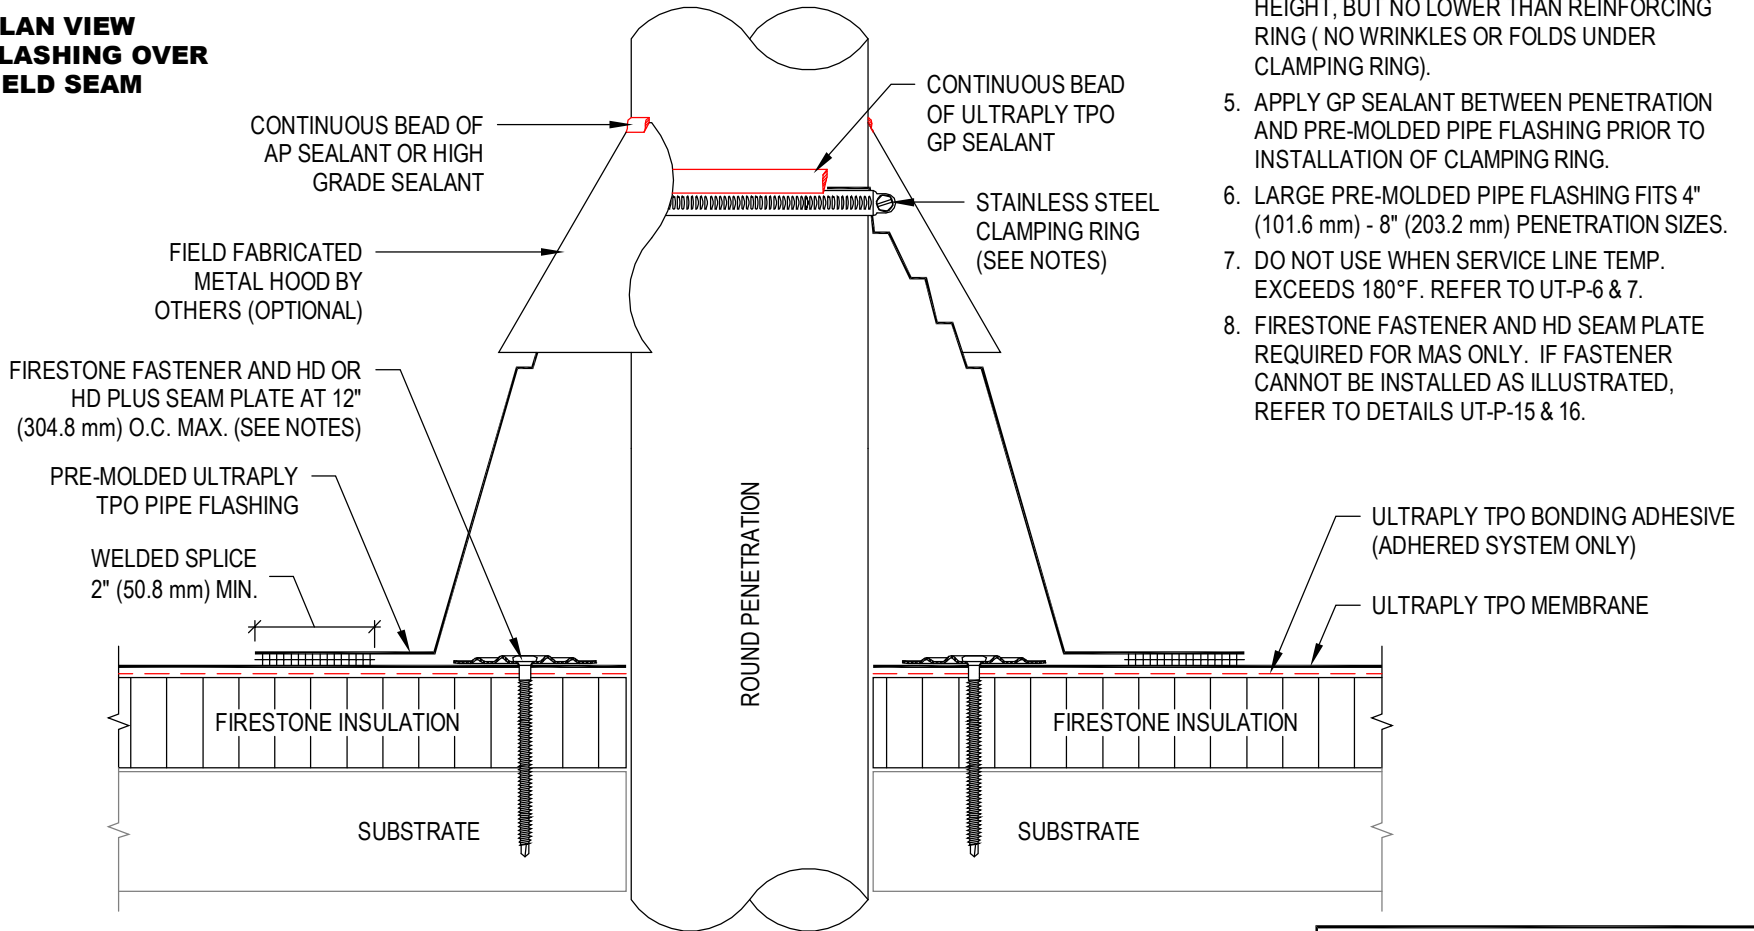 LAN VIEW
LASHING OVER
ELD SEAM
CONTINUOUS BEAD OF
AP SEALANT OR HIGH
GRADE SEALANT
FIELD FABRICATED
METAL HOOD BY
OTHERS (OPTIONAL)
FIRESTONE FASTENER AND HD OR
HD PLUS SEAM PLATE AT 12"
(304.8 mm) O.C. MAX. (SEE NOTES)
PRE-MOLDED ULTRAPLY
TPO PIPE FLASHING
WELDED SPLICE
2" (50.8 mm) MIN.
CONTINUOUS BEAD
OF ULTRAPLY TPO
GP SEALANT
STAINLESS STEEL
CLAMPING RING
(SEE NOTES)
ROUND PENETRATION
HEIGHT, BUT NO LOWER THAN REINFORCING
RING ( NO WRINKLES OR FOLDS UNDER
CLAMPING RING).
5. APPLY GP SEALANT BETWEEN PENETRATION
AND PRE-MOLDED PIPE FLASHING PRIOR TO
INSTALLATION OF CLAMPING RING.
6. LARGE PRE-MOLDED PIPE FLASHING FITS 4"
(101.6 mm) - 8" (203.2 mm) PENETRATION SIZES.
7. DO NOT USE WHEN SERVICE LINE TEMP.
EXCEEDS 180°F. REFER TO UT-P-6 & 7.
8. FIRESTONE FASTENER AND HD SEAM PLATE
REQUIRED FOR MAS ONLY. IF FASTENER
CANNOT BE INSTALLED AS ILLUSTRATED,
REFER TO DETAILS UT-P-15 & 16.
ULTRAPLY TPO BONDING ADHESIVE
(ADHERED SYSTEM ONLY)
ULTRAPLY TPO MEMBRANE
FIRESTONE INSULATION
FIRESTONE INSULATION
SUBSTRATE
SUBSTRATE